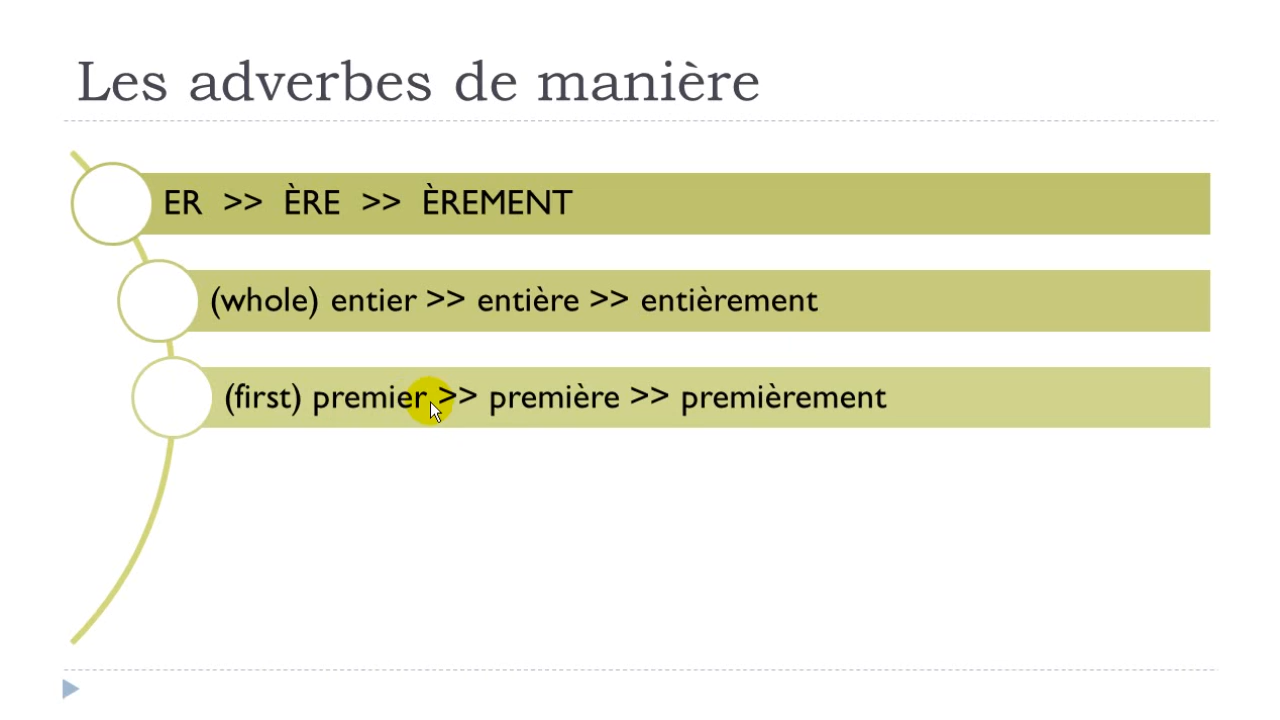 Les adverbes de manière
ER >> ÈRE >> ÈREMENT
(whole) entier >> entière >> entièrement
(first) premier >> première >> premièrement